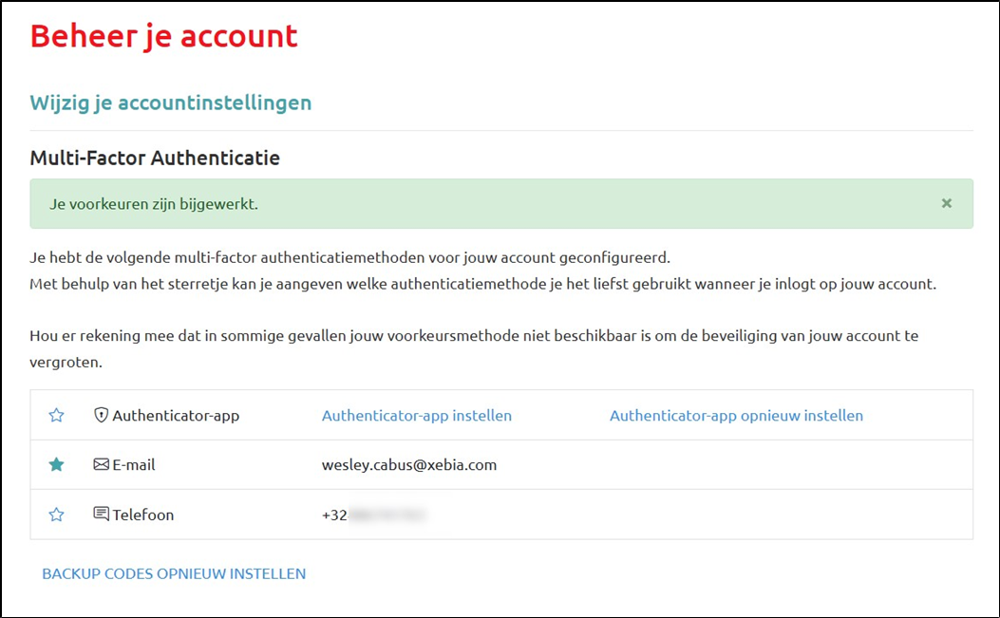 Beheer je account
Wijzig je accountinstellingen
Multi-Factor Authenticatie
Je voorkeuren zijn bijgewerkt. ×
Je hebt de volgende multi-factor authenticatiemethoden voor jouw account geconfigureerd.
Met behulp van het sterretje kan je aangeven welke authenticatiemethode je het liefst gebruikt wanneer je inlogt op jouw account.
Hou er rekening mee dat in sommige gevallen jouw voorkeursmethode niet beschikbaar is om de beveiliging van jouw account te
vergroten.
Authenticator-app Authenticator-app instellen Authenticator-app opnieuw instellen
E-mail wesley.cabus@xebia.com
Telefoon +32
BACKUP CODES OPNIEUW INSTELLEN